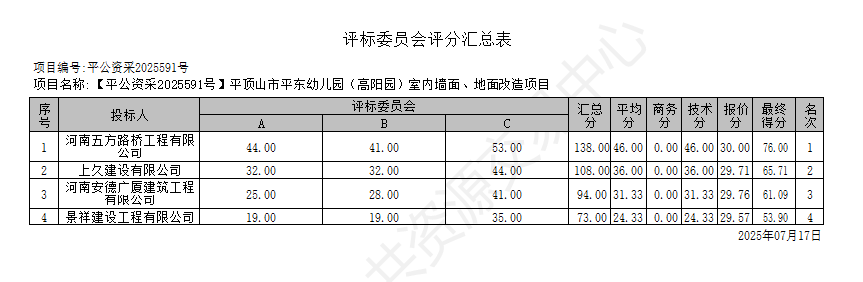 评标委员会评分汇总表
项目编号:平公资采2025591号
项目名称:【平公资采2025591号】平顶山市平东幼儿园（高阳园）室内墙面、地面改造项目
序号 投标人 评标委员会 汇总分 平均分 商务分 技术分 报价分 最终得分 名次
A B C
1 河南五方路桥工程有限公司 44.00 41.00 53.00 138.00 46.00 0.00 46.00 30.00 76.00 1
2 上久建设有限公司 32.00 32.00 44.00 108.00 36.00 0.00 36.00 29.71 65.71 2
3 河南安德广厦建筑工程有限公司 25.00 28.00 41.00 94.00 31.33 0.00 31.33 29.76 61.09 3
4 景祥建设工程有限公司 19.00 19.00 35.00 73.00 24.33 0.00 24.33 29.57 53.90 4
2025年07月17日
共资源交易中心